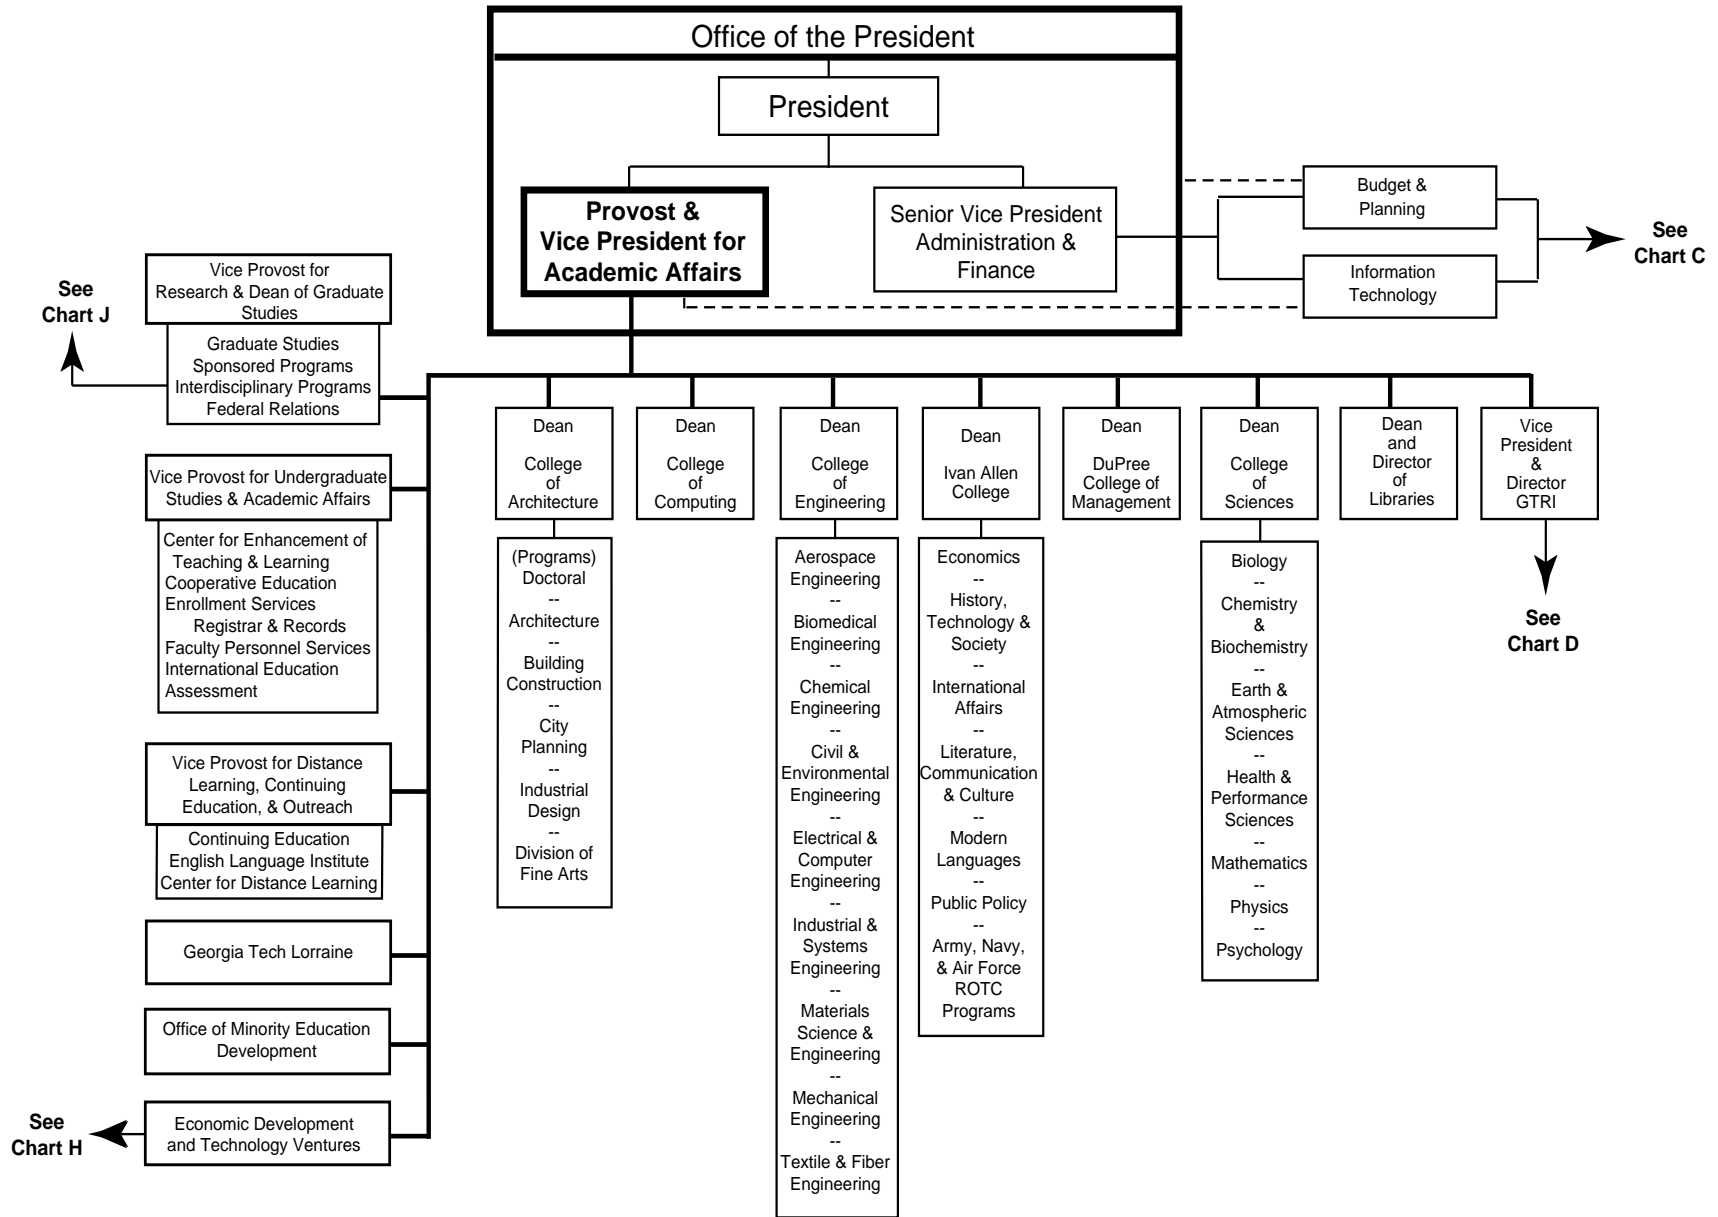 Office of the President
President
Provost &
Vice President for
Academic Affairs
Senior Vice President
Administration &
Finance
Budget &
Planning
Information
Technology
See
Chart C
See
Chart J
Vice Provost for
Research & Dean of Graduate
Studies
Graduate Studies
Sponsored Programs
Interdisciplinary Programs
Federal Relations
Vice Provost for Undergraduate
Studies & Academic Affairs
Center for Enhancement of
Teaching & Learning
Cooperative Education
Enrollment Services
Registrar & Records
Faculty Personnel Services
International Education
Assessment
Vice Provost for Distance
Learning, Continuing
Education, & Outreach
Continuing Education
English Language Institute
Center for Distance Learning
Georgia Tech Lorraine
Office of Minority Education
Development
See
Chart H
Economic Development
and Technology Ventures
Dean
College
of
Architecture
(Programs)
Doctoral
--
Architecture
--
Building
Construction
--
City
Planning
--
Industrial
Design
--
Division of
Fine Arts
Dean
College
of
Computing
Dean
College
of
Engineering
Aerospace
Engineering
--
Biomedical
Engineering
--
Chemical
Engineering
--
Civil &
Environmental
Engineering
--
Electrical &
Computer
Engineering
--
Industrial &
Systems
Engineering
--
Materials
Science &
Engineering
--
Mechanical
Engineering
--
Textile & Fiber
Engineering
Dean
Ivan Allen
College
Economics
--
History,
Technology &
Society
--
International
Affairs
--
Literature,
Communication
& Culture
--
Modern
Languages
--
Public Policy
--
Army, Navy,
& Air Force
ROTC
Programs
Dean
DuPree
College of
Management
Dean
College
of
Sciences
Biology
--
Chemistry
&
Biochemistry
--
Earth &
Atmospheric
Sciences
--
Health &
Performance
Sciences
--
Mathematics
--
Physics
--
Psychology
Dean
and
Director
of
Libraries
Vice
President
&
Director
GTRI
See
Chart D